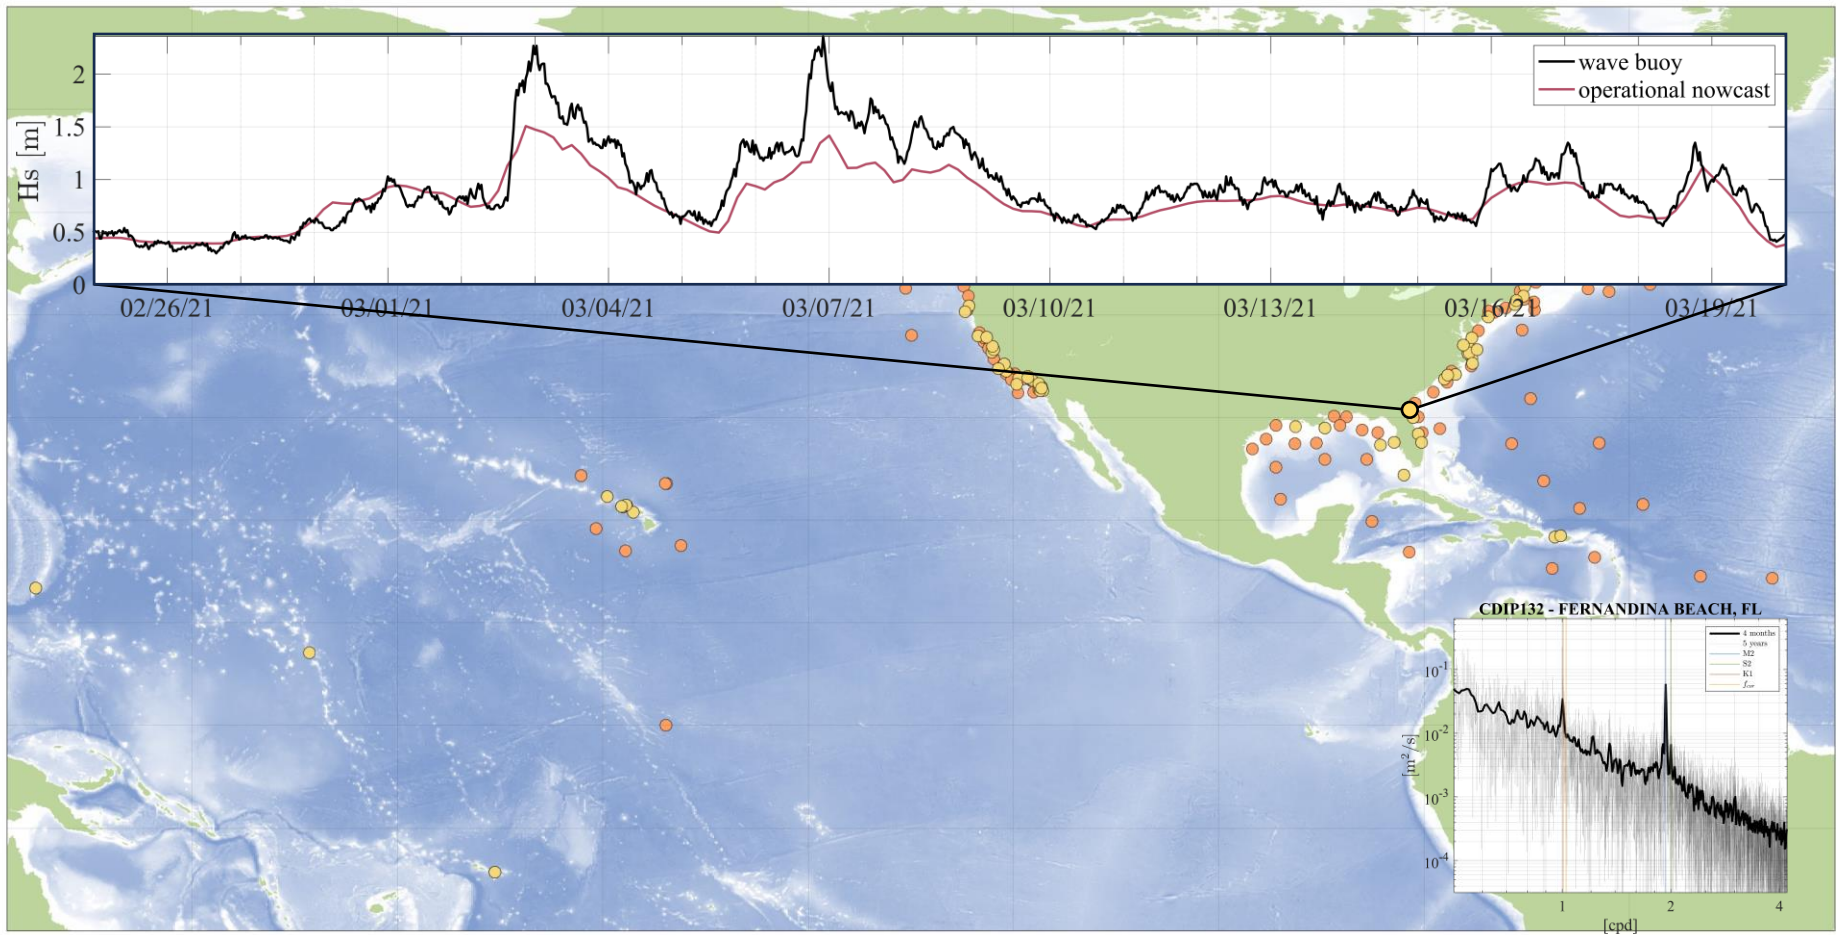 wave buoy
operational nowcast
Hs [m]
2
1.5
1
0.5
0
02/26/21 03/01/21 03/04/21 03/07/21 03/10/21 03/13/21 03/16/21 03/19/21
CDIP132 - FERNANDINA BEACH, FL
4 months
5 years
M2
S2
K1
f_cor
[m²/s]
10⁻¹
10⁻²
10⁻³
10⁻⁴
1 2 4
[cpd]